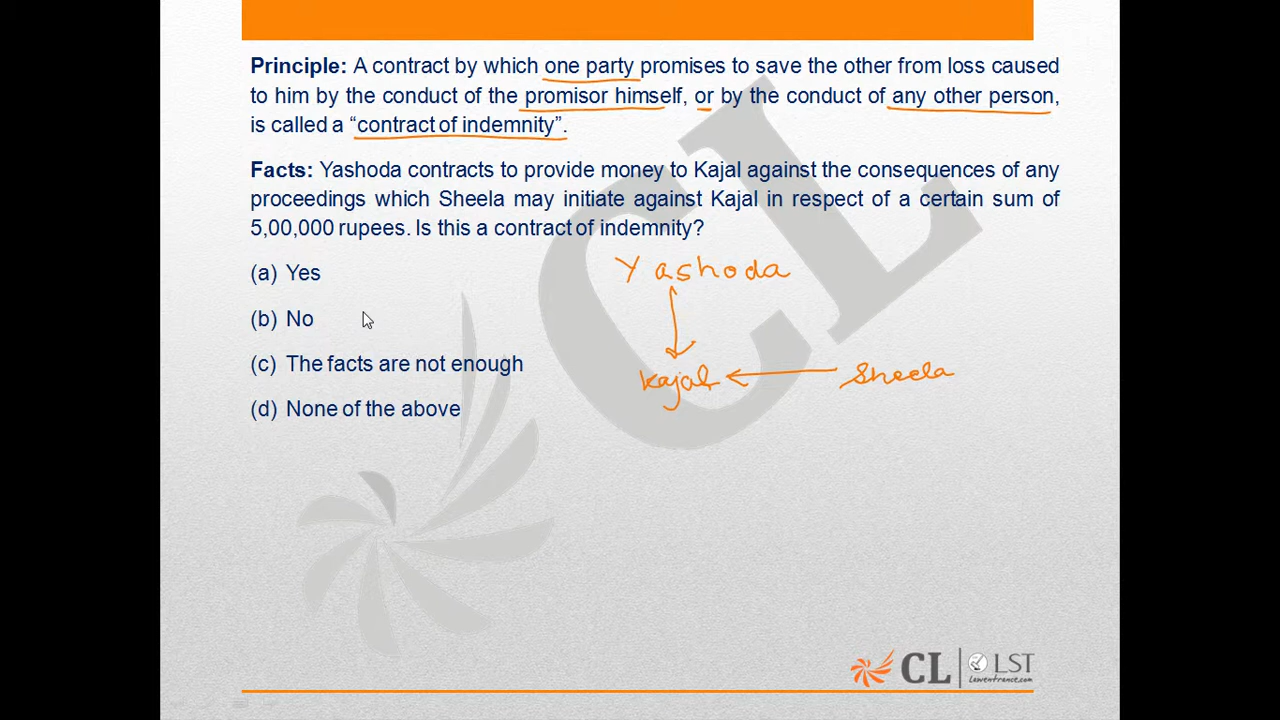 Principle: A contract by which one party promises to save the other from loss caused
to him by the conduct of the promisor himself, or by the conduct of any other person,
is called a “contract of indemnity”.
Facts: Yashoda contracts to provide money to Kajal against the consequences of any
proceedings which Sheela may initiate against Kajal in respect of a certain sum of
5,00,000 rupees. Is this a contract of indemnity?
(a) Yes
(b) No
(c) The facts are not enough
(d) None of the above
Yashoda
Kajal
Sheela
CL
CL LST
Lawentrance.com